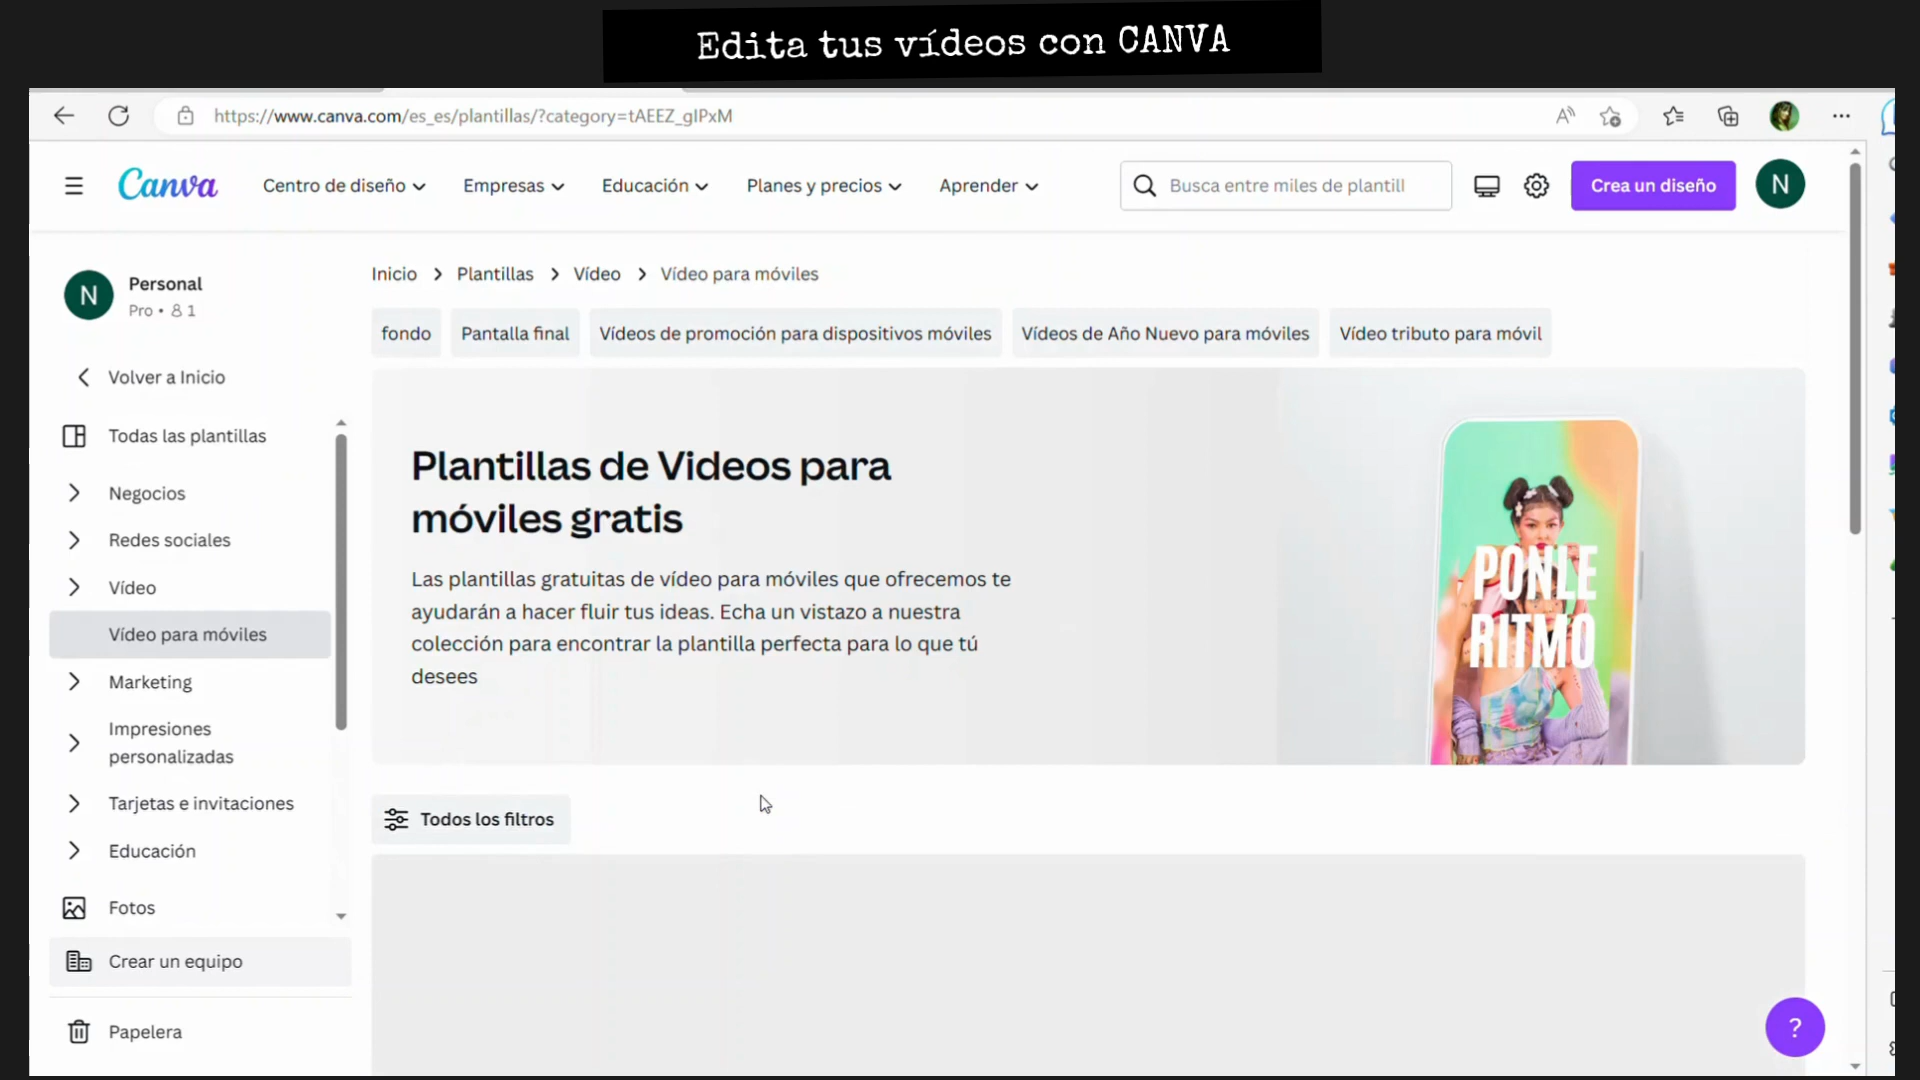 Edita tus vídeos con CANVA
https://www.canva.com/es_es/plantillas/?category=tAEEZ_gIPxM
Canva
Centro de diseño
Empresas
Educación
Planes y precios
Aprender
Busca entre miles de plantill
Crea un diseño
N
N
Personal
Pro • 1
Volver a Inicio
Todas las plantillas
Negocios
Redes sociales
Vídeo
Vídeo para móviles
Marketing
Impresiones
personalizadas
Tarjetas e invitaciones
Educación
Fotos
Crear un equipo
Papelera
Inicio > Plantillas > Vídeo > Vídeo para móviles
fondo
Pantalla final
Vídeos de promoción para dispositivos móviles
Vídeos de Año Nuevo para móviles
Vídeo tributo para móvil
Plantillas de Videos para
móviles gratis
Las plantillas gratuitas de vídeo para móviles que ofrecemos te
ayudarán a hacer fluir tus ideas. Echa un vistazo a nuestra
colección para encontrar la plantilla perfecta para lo que tú
desees
PONLE
RITMO
Todos los filtros
?